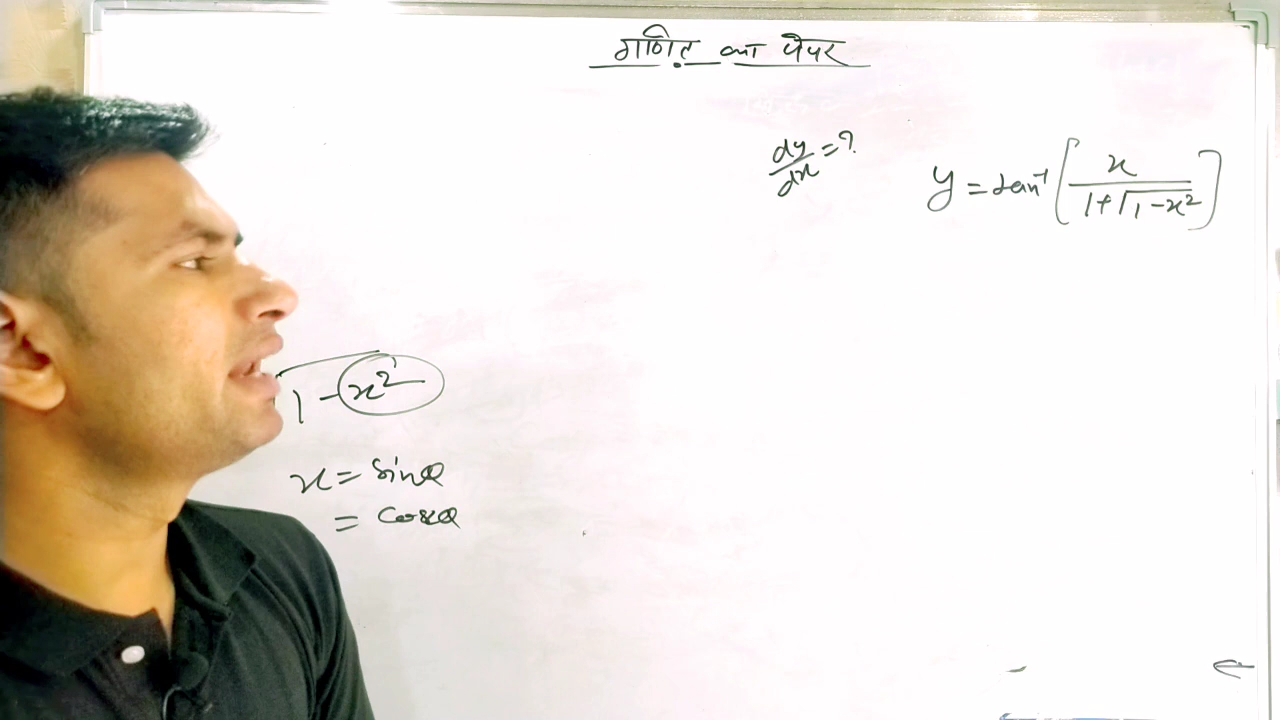 गणित का पेपर
dy/dx = ?
y = tan⁻¹ [ x / (1+√(1-x²)) ]
√(1-x²)
x = sinθ
= cosθ